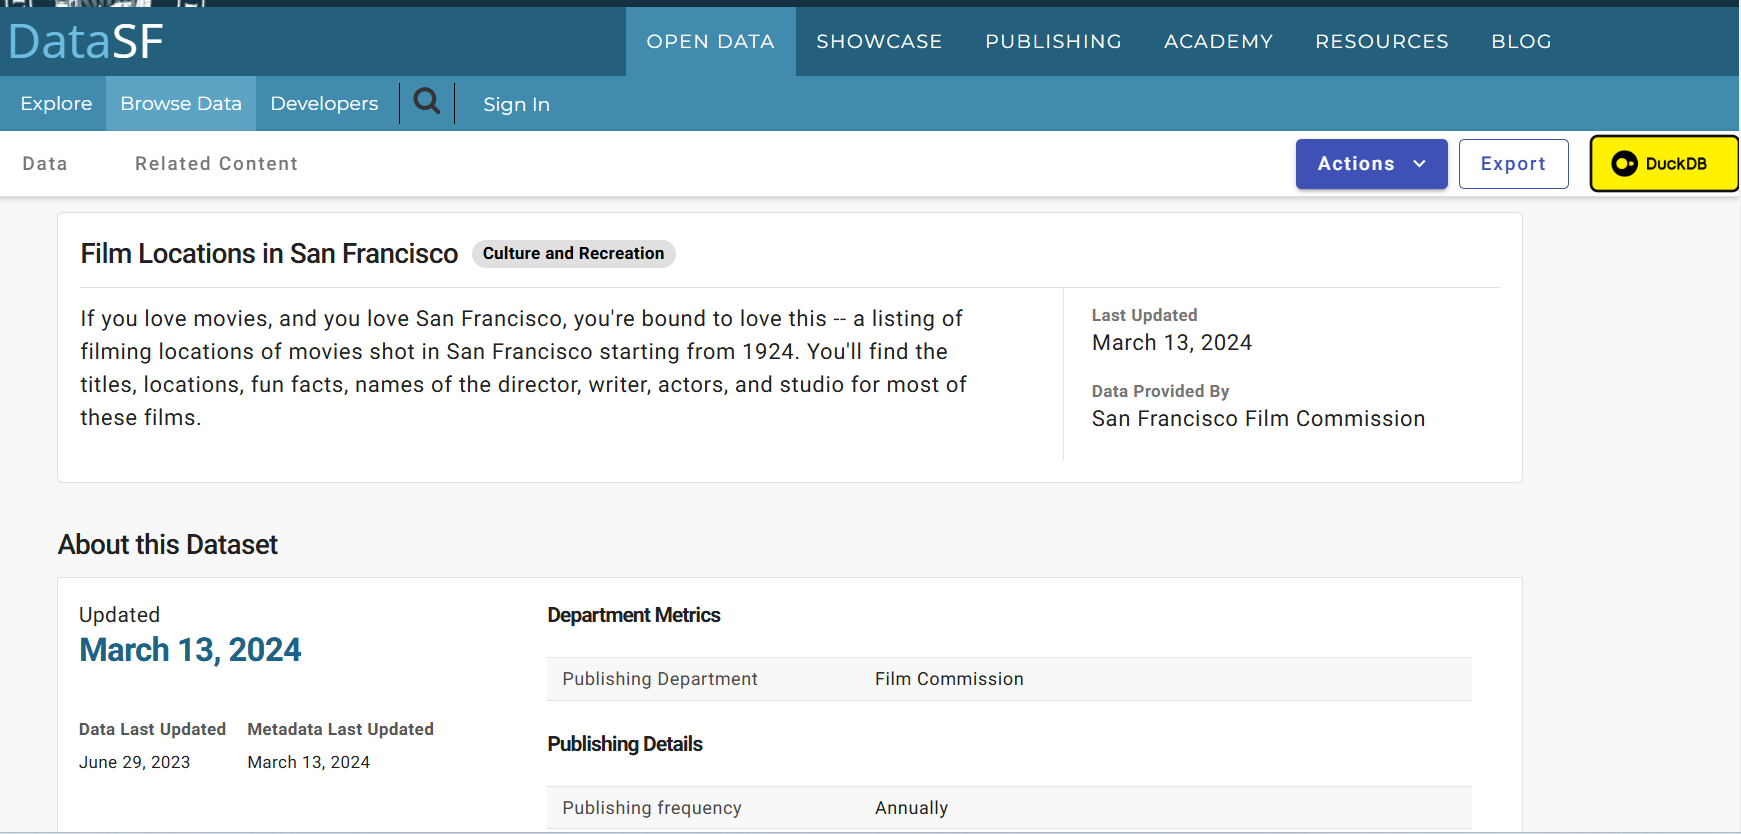 DataSF
OPEN DATA SHOWCASE PUBLISHING ACADEMY RESOURCES BLOG
Explore Browse Data Developers Sign In
Data Related Content Actions Export DuckDB
Film Locations in San Francisco Culture and Recreation
If you love movies, and you love San Francisco, you're bound to love this -- a listing of
filming locations of movies shot in San Francisco starting from 1924. You'll find the
titles, locations, fun facts, names of the director, writer, actors, and studio for most of
these films.
Last Updated
March 13, 2024
Data Provided By
San Francisco Film Commission
About this Dataset
Updated
March 13, 2024
Data Last Updated Metadata Last Updated
June 29, 2023 March 13, 2024
Department Metrics
Publishing Department Film Commission
Publishing Details
Publishing frequency Annually